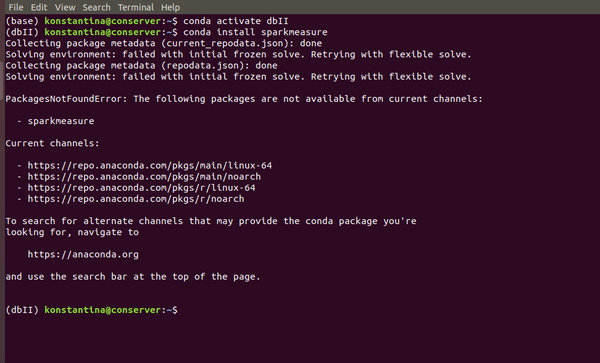 File Edit View Search Terminal Help
(base) konstantina@conserver:~$ conda activate dbII
(dbII) konstantina@conserver:~$ conda install sparkmeasure
Collecting package metadata (current_repodata.json): done
Solving environment: failed with initial frozen solve. Retrying with flexible solve.
Collecting package metadata (repodata.json): done
Solving environment: failed with initial frozen solve. Retrying with flexible solve.
PackagesNotFoundError: The following packages are not available from current channels:
- sparkmeasure
Current channels:
- https://repo.anaconda.com/pkgs/main/linux-64
- https://repo.anaconda.com/pkgs/main/noarch
- https://repo.anaconda.com/pkgs/r/linux-64
- https://repo.anaconda.com/pkgs/r/noarch
To search for alternate channels that may provide the conda package you're
looking for, navigate to
https://anaconda.org
and use the search bar at the top of the page.
(dbII) konstantina@conserver:~$